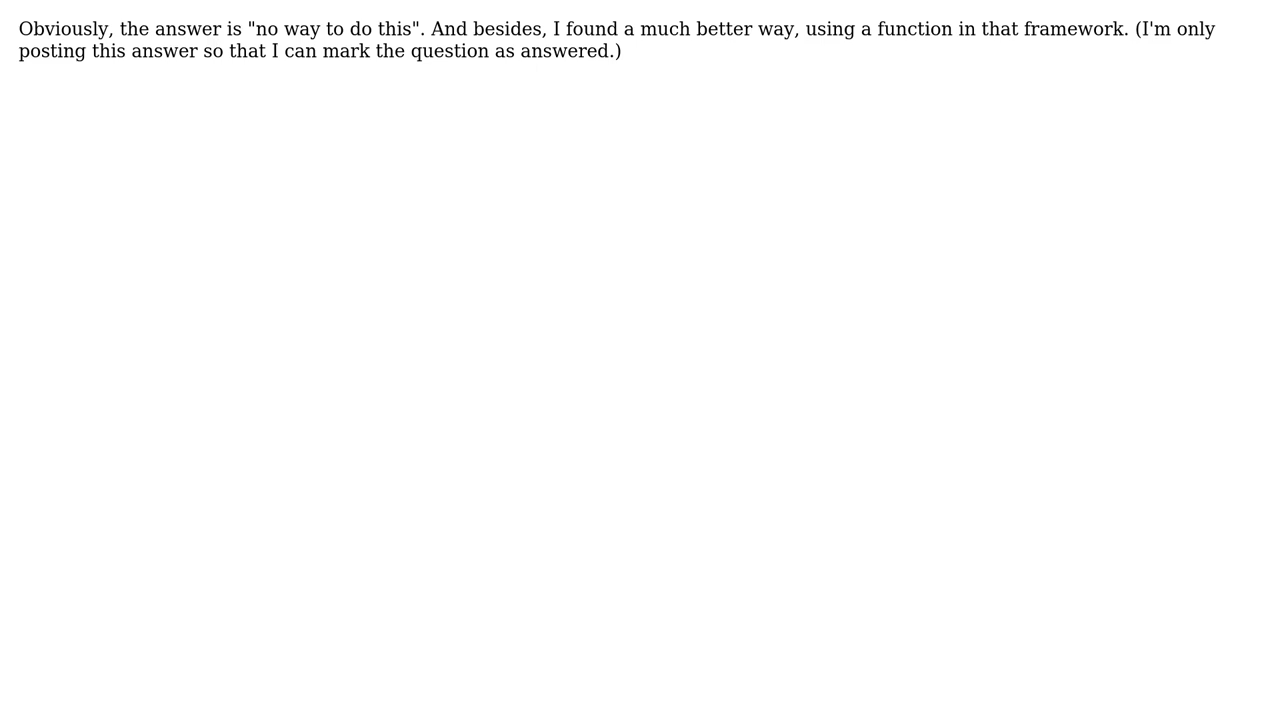 Obviously, the answer is "no way to do this". And besides, I found a much better way, using a function in that framework. (I'm only
posting this answer so that I can mark the question as answered.)